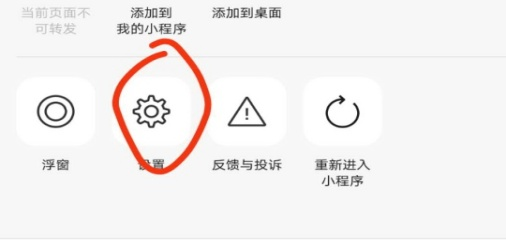 当前页面不
可转发
添加到
我的小程序
添加到桌面
浮窗
设置
反馈与投诉
重新进入
小程序